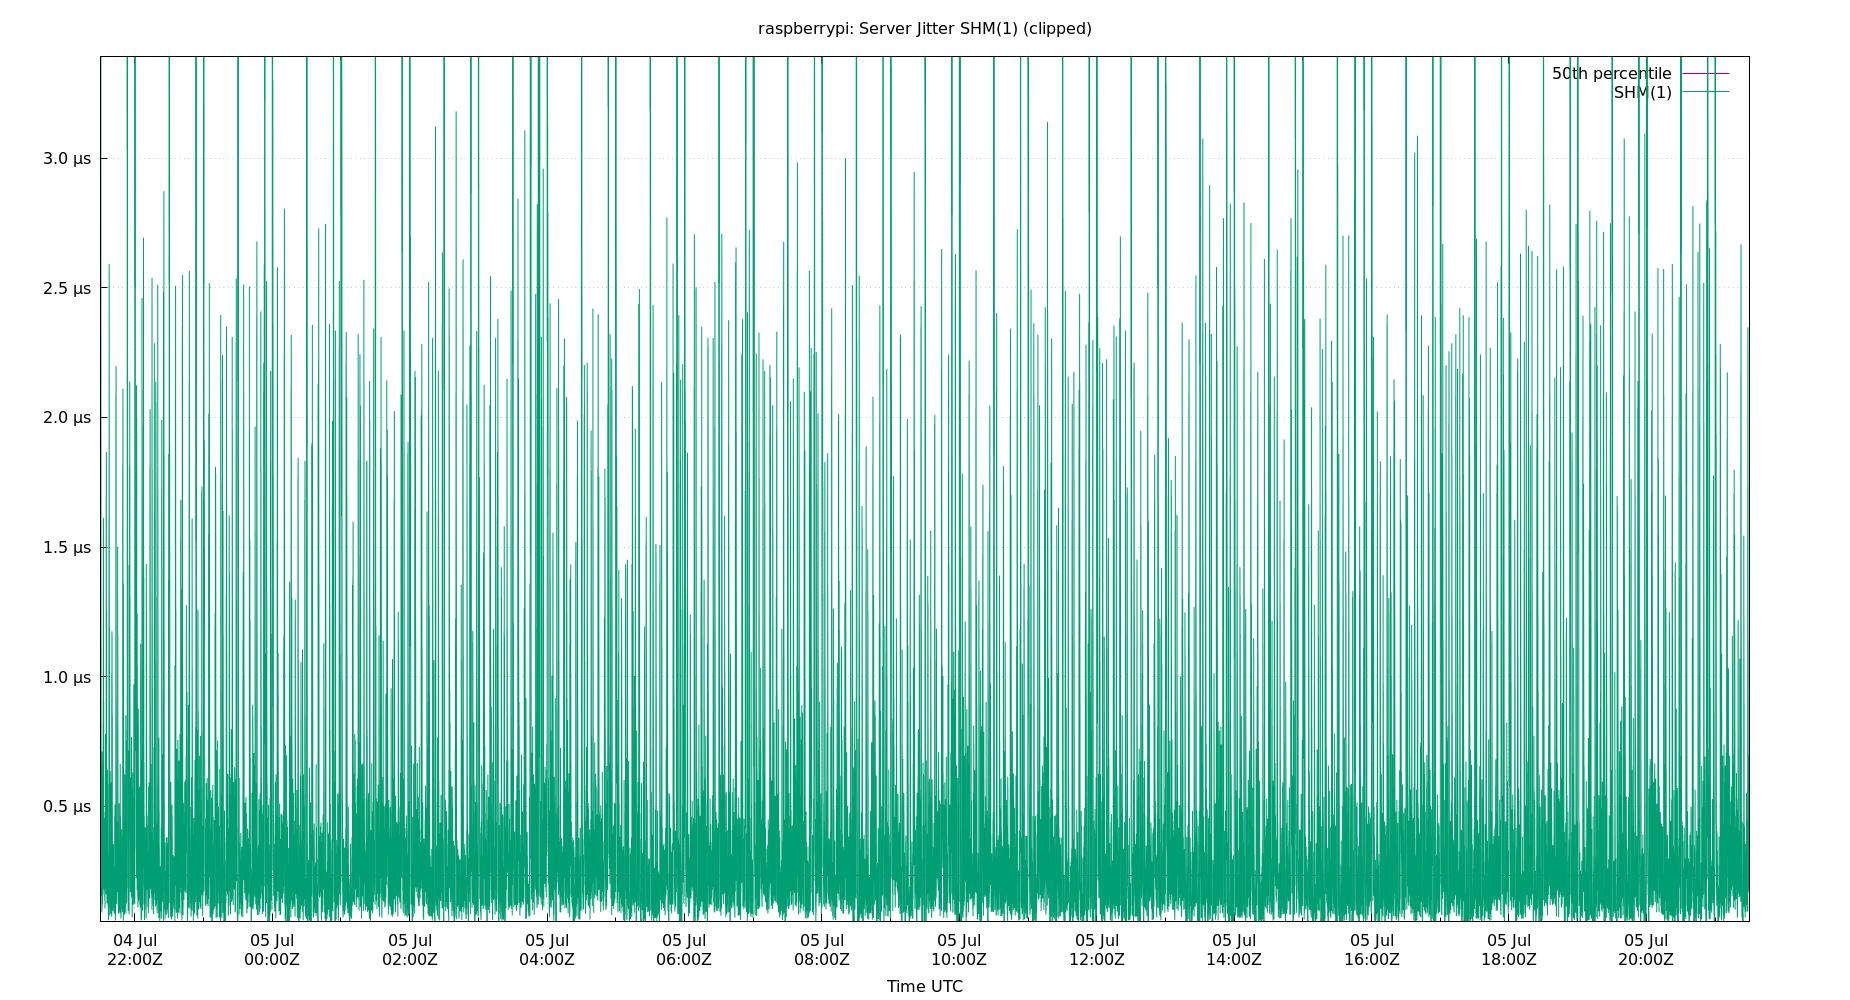 raspberrypi: Server Jitter SHM(1) (clipped)
50th percentile
SHM(1)
3.0 µs
2.5 µs
2.0 µs
1.5 µs
1.0 µs
0.5 µs
04 Jul 05 Jul 05 Jul 05 Jul 05 Jul 05 Jul 05 Jul 05 Jul 05 Jul 05 Jul 05 Jul 05 Jul
22:00Z 00:00Z 02:00Z 04:00Z 06:00Z 08:00Z 10:00Z 12:00Z 14:00Z 16:00Z 18:00Z 20:00Z
Time UTC